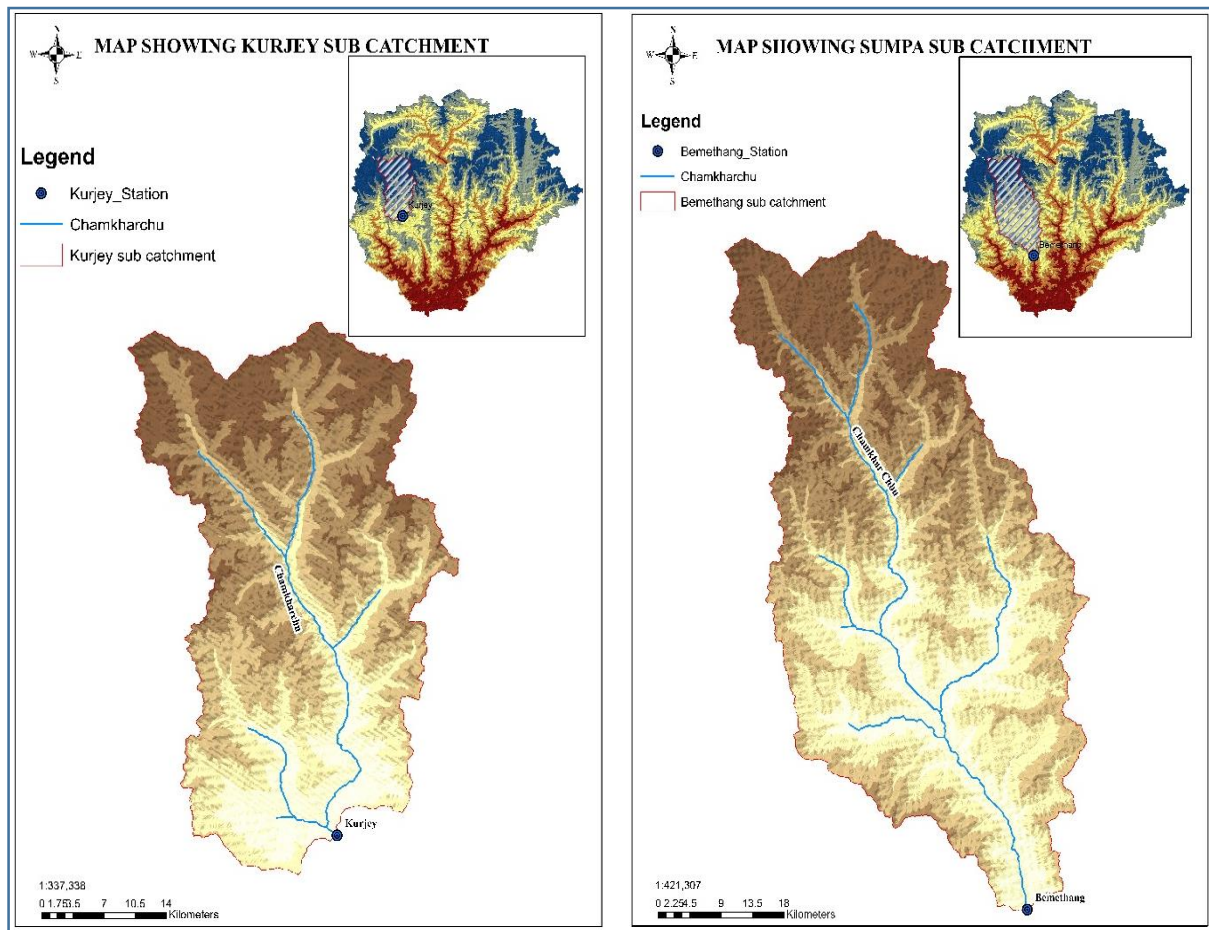 MAP SHOWING KURJEY SUB CATCHMENT
N
W E
S
Kurjey
Legend
Kurjey_Station
Chamkharchu
Kurjey sub catchment
Chamkharchu
Kurjey
1:337,338
0 1.75 3.5 7 10.5 14
Kilometers
MAP SHOWING SUMPA SUB CATCHMENT
N
W E
S
Bemethang
Legend
Bemethang_Station
Chamkharchu
Bemethang sub catchment
Chamkhar Chhu
Bemethang
1:421,307
0 2.25 4.5 9 13.5 18
Kilometers